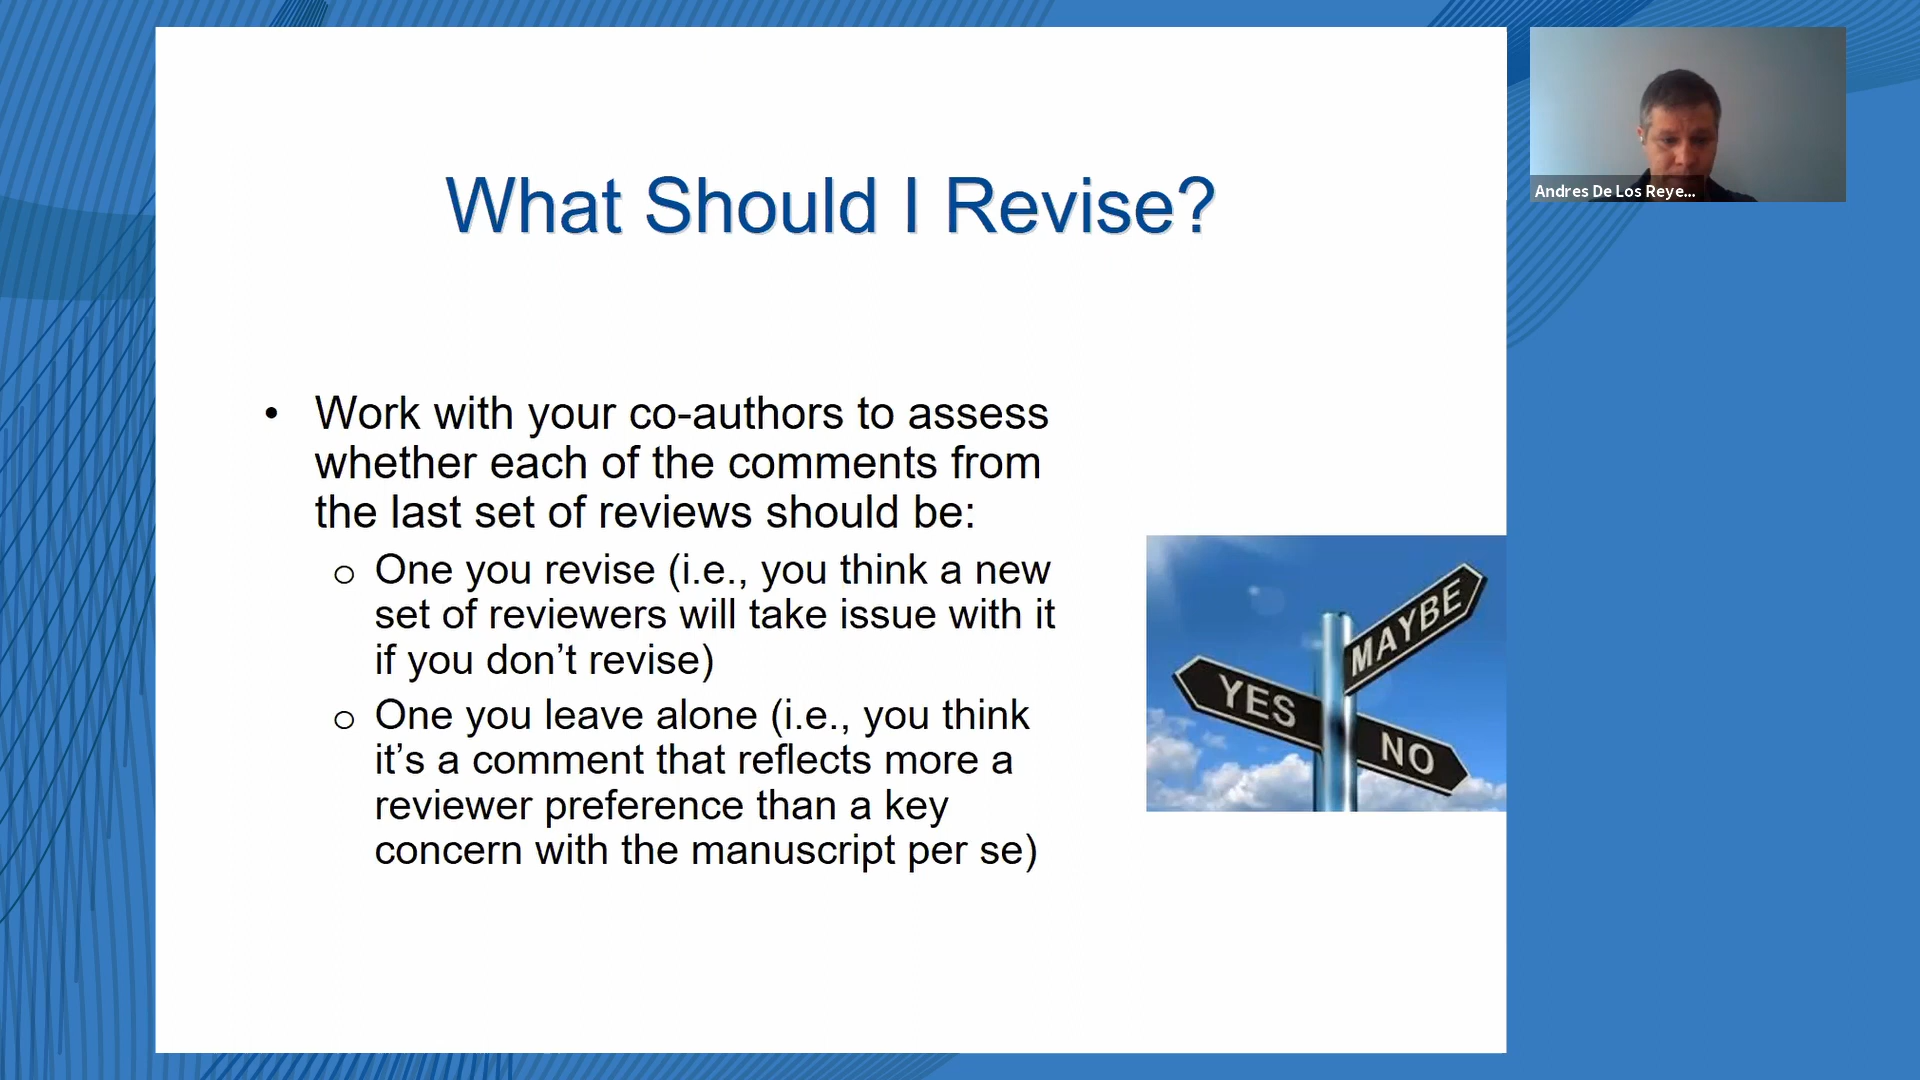 What Should I Revise?
Andres De Los Reye...
• Work with your co-authors to assess
whether each of the comments from
the last set of reviews should be:
o One you revise (i.e., you think a new
set of reviewers will take issue with it
if you don’t revise)
o One you leave alone (i.e., you think
it’s a comment that reflects more a
reviewer preference than a key
concern with the manuscript per se)
MAYBE
YES
NO